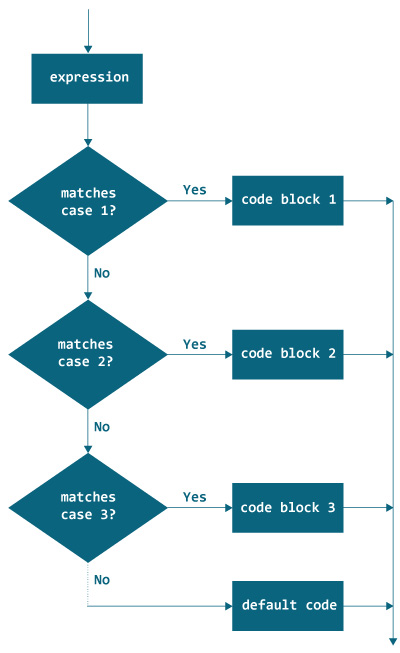 expression
matches
case 1?
Yes
code block 1
No
matches
case 2?
Yes
code block 2
No
matches
case 3?
Yes
code block 3
No
default code